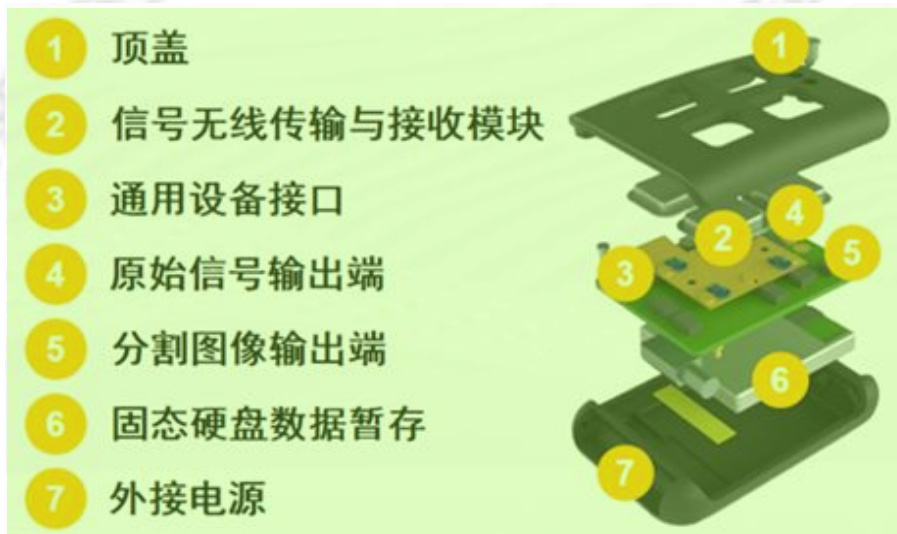 1 顶盖
2 信号无线传输与接收模块
3 通用设备接口
4 原始信号输出端
5 分割图像输出端
6 固态硬盘数据暂存
7 外接电源
1
4
2
5
3
6
7